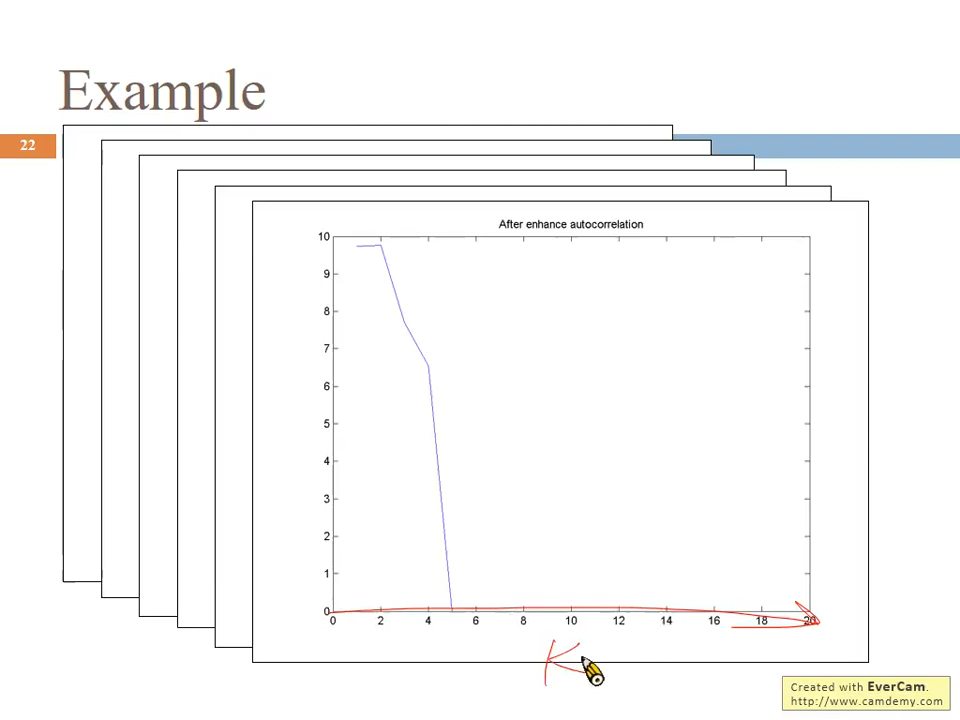 Example
22
After enhance autocorrelation
10
9
8
7
6
5
4
3
2
1
0
0 2 4 6 8 10 12 14 16 18 20
K
Created with EverCam.
http://www.camdemy.com